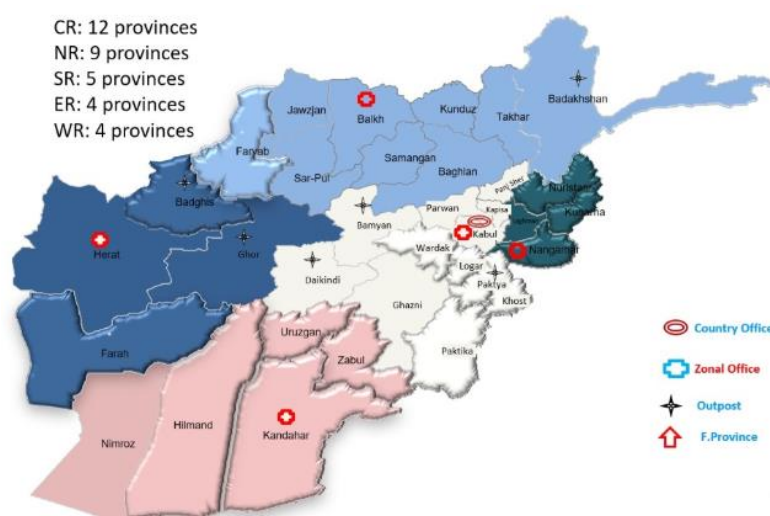 CR: 12 provinces
NR: 9 provinces
SR: 5 provinces
ER: 4 provinces
WR: 4 provinces
Badakhshan
Jawzjan
Balkh
Kunduz
Takhar
Faryab
Samangan
Sar-Pul
Baghlan
Panj Sher
Nuristan
Badghis
Parwan
Kapisa
Bamyan
Kabul
Herat
Ghor
Wardak
Nangarhar
Logar
Daikindi
Paktya
Ghazni
Khost
Uruzgan
Paktika
Farah
Zabul
Hilmand
Kandahar
Nimroz
Country Office
Zonal Office
Outpost
F.Province